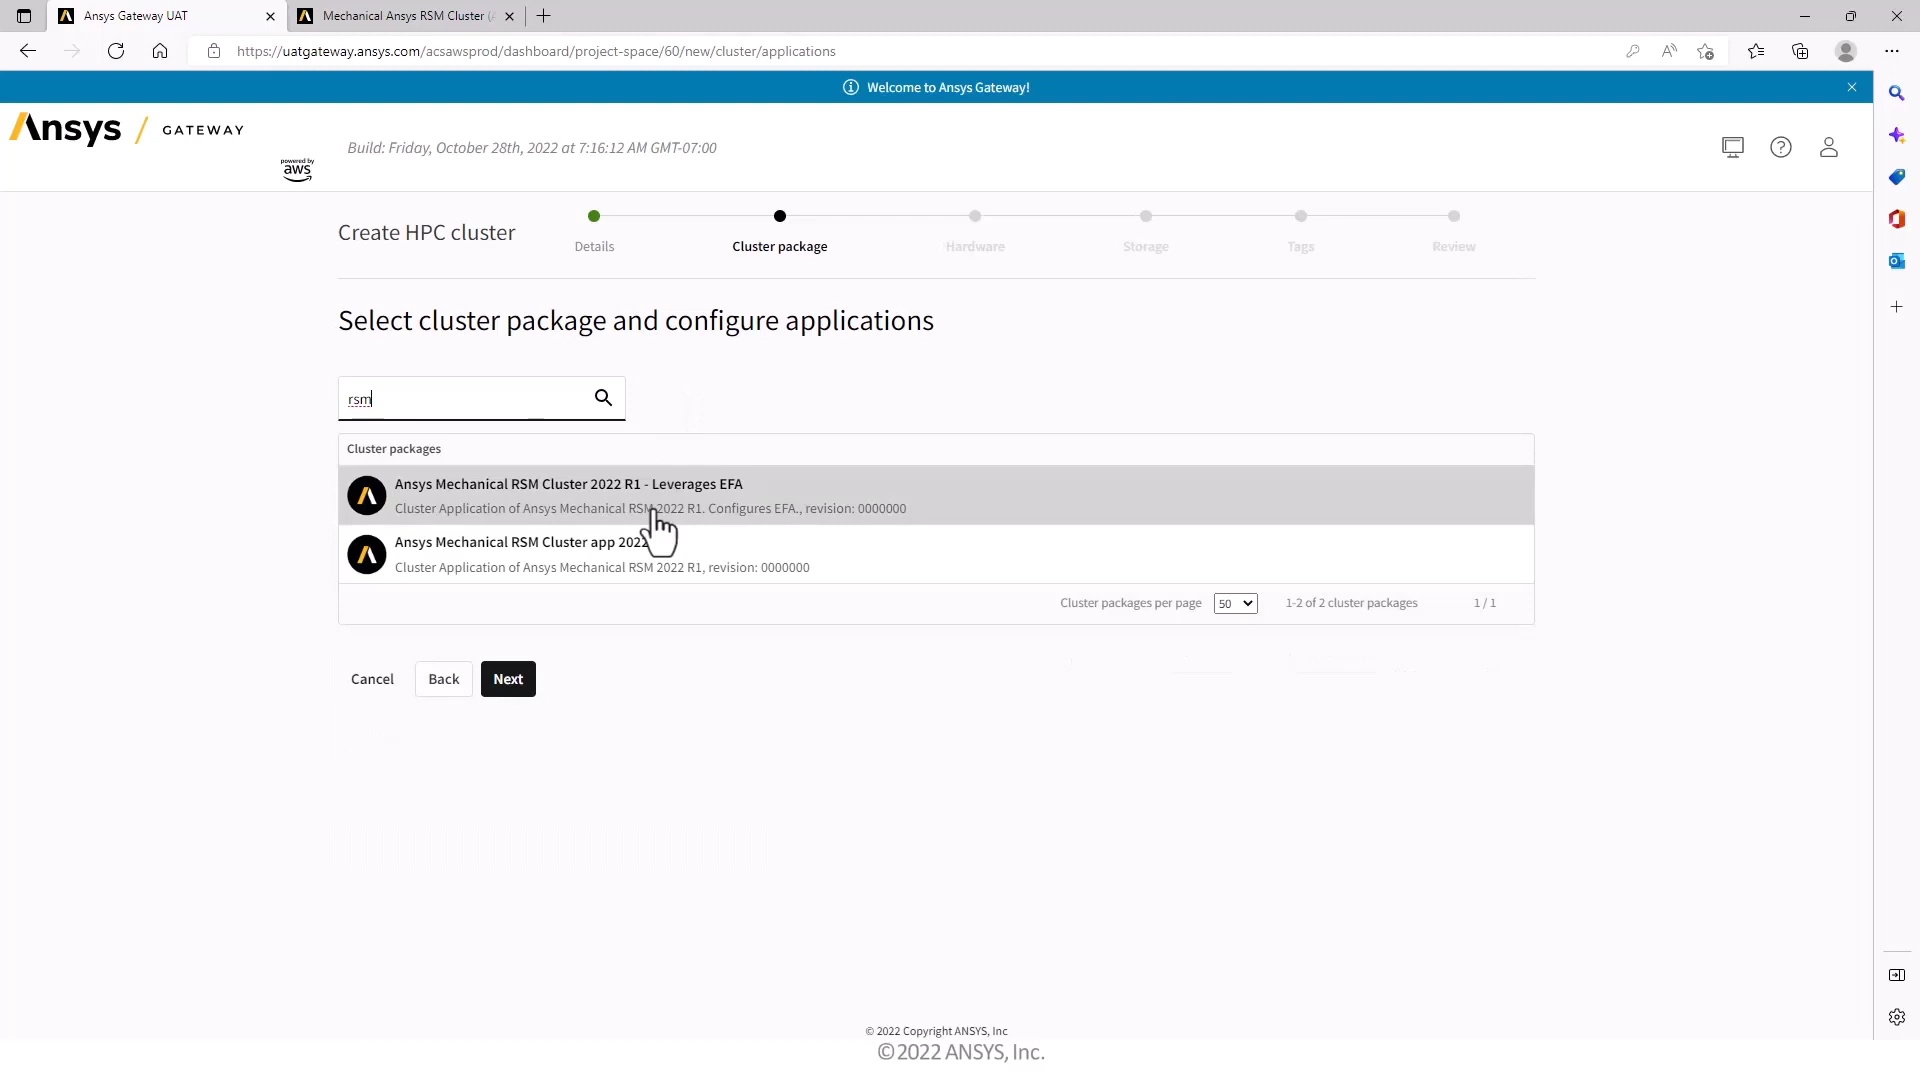 Ansys Gateway UAT
Mechanical Ansys RSM Cluster (
https://uatgateway.ansys.com/acsawsprod/dashboard/project-space/60/new/cluster/applications
Welcome to Ansys Gateway!
Ansys / GATEWAY
powered by
aws
Build: Friday, October 28th, 2022 at 7:16:12 AM GMT-07:00
Create HPC cluster
Details
Cluster package
Hardware
Storage
Tags
Review
Select cluster package and configure applications
rsm
Cluster packages
Ansys Mechanical RSM Cluster 2022 R1 - Leverages EFA
Cluster Application of Ansys Mechanical RSM 2022 R1. Configures EFA., revision: 0000000
Ansys Mechanical RSM Cluster app 2022
Cluster Application of Ansys Mechanical RSM 2022 R1, revision: 0000000
Cluster packages per page 50 1-2 of 2 cluster packages 1 / 1
Cancel Back Next
© 2022 Copyright ANSYS, Inc
©2022 ANSYS, Inc.